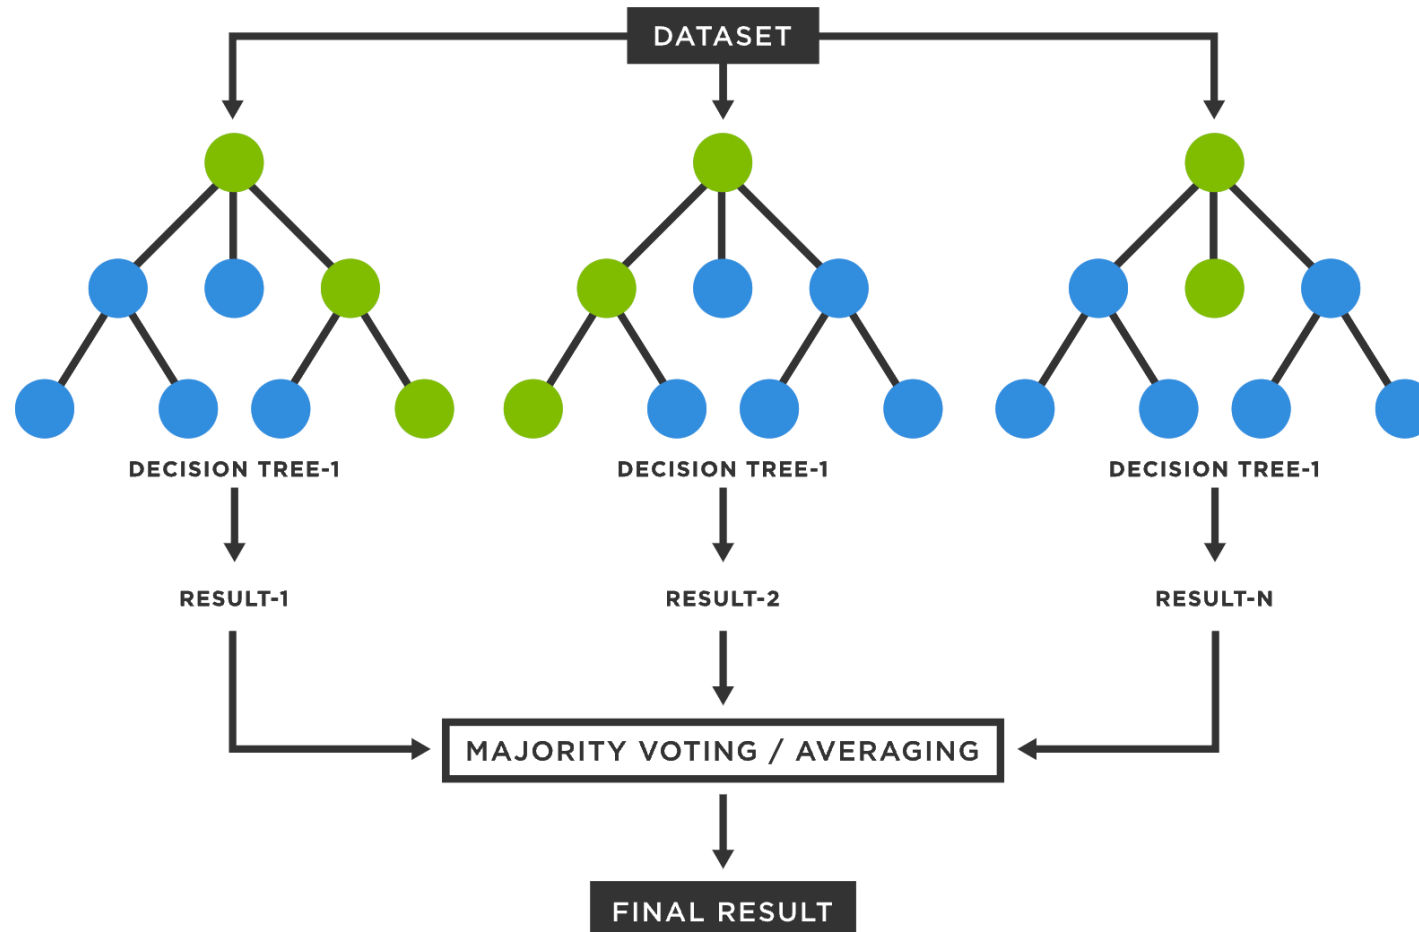 DATASET
DECISION TREE-1
DECISION TREE-1
DECISION TREE-1
RESULT-1
RESULT-2
RESULT-N
MAJORITY VOTING / AVERAGING
FINAL RESULT